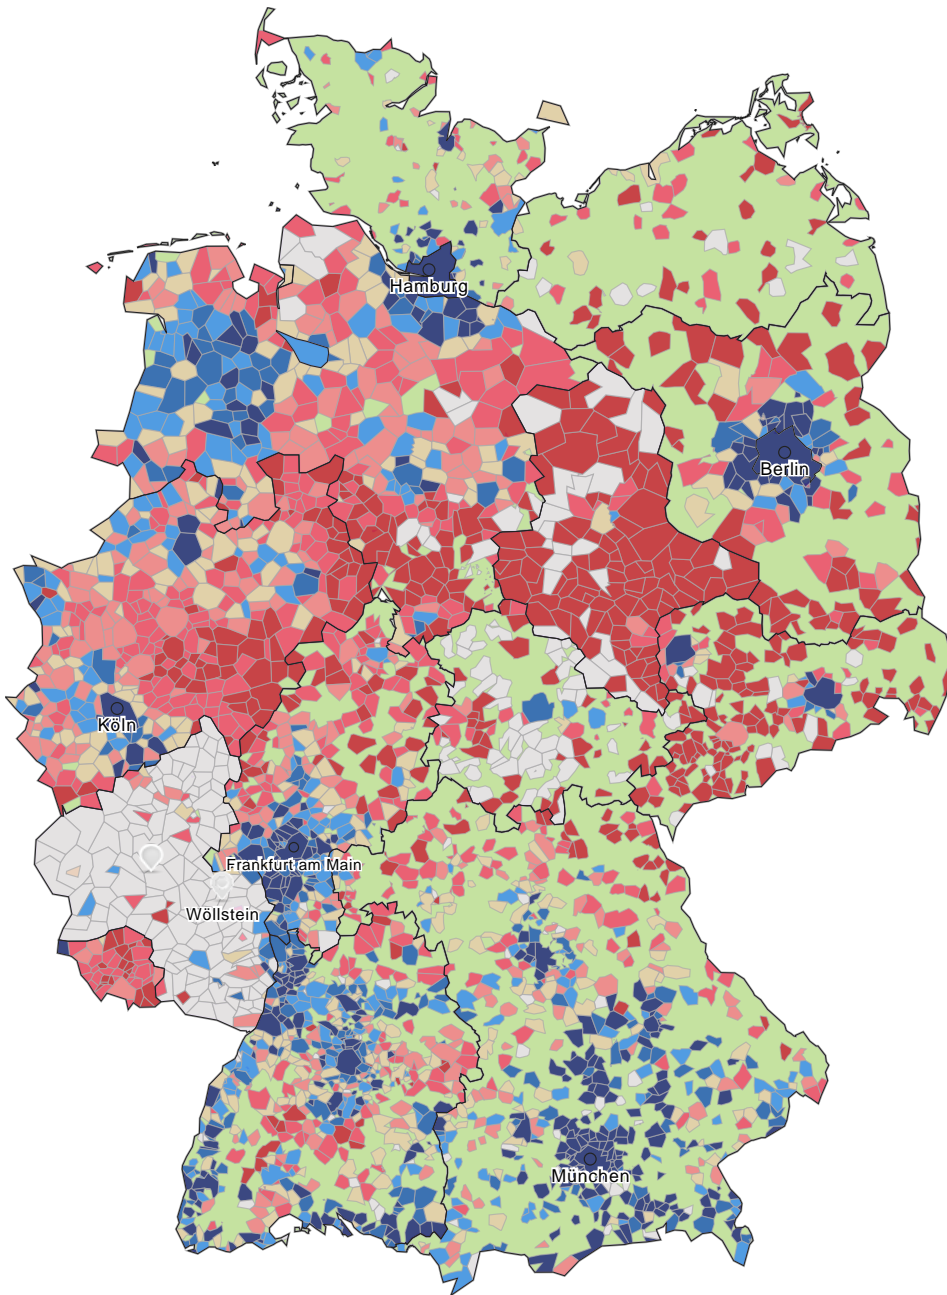 Hamburg
Berlin
Köln
Frankfurt am Main
Wöllstein
München